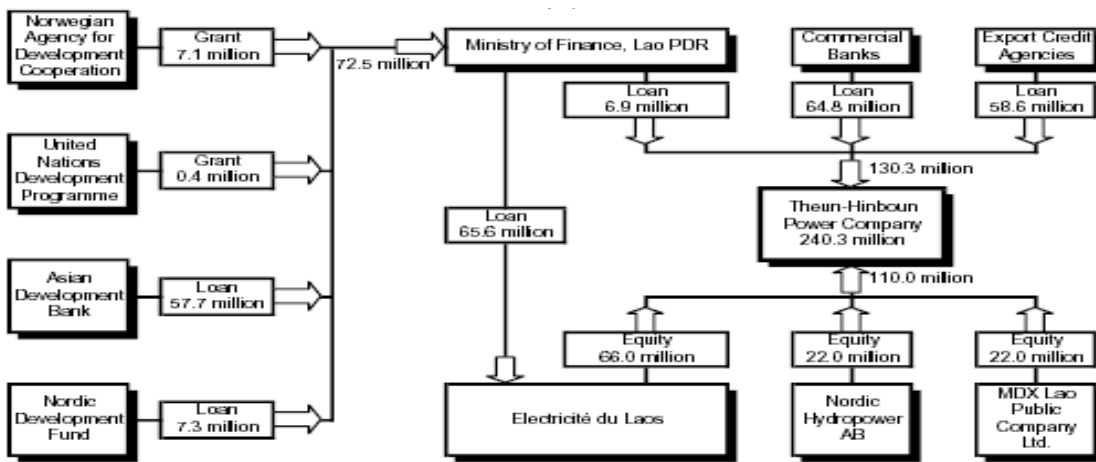 Norwegian
Agency for
Development
Cooperation
Grant
7.1 million
72.5 million
Ministry of Finance, Lao PDR
Commercial
Banks
Export Credit
Agencies
Loan
6.9 million
Loan
64.8 million
Loan
58.6 million
United
Nations
Development
Programme
Grant
0.4 million
130.3 million
Theun-Hinboun
Power Company
240.3 million
Loan
65.6 million
110.0 million
Asian
Development
Bank
Loan
57.7 million
Equity
66.0 million
Equity
22.0 million
Equity
22.0 million
Nordic
Development
Fund
Loan
7.3 million
Electricité du Laos
Nordic
Hydropower
AB
MDX Lao
Public
Company
Ltd.